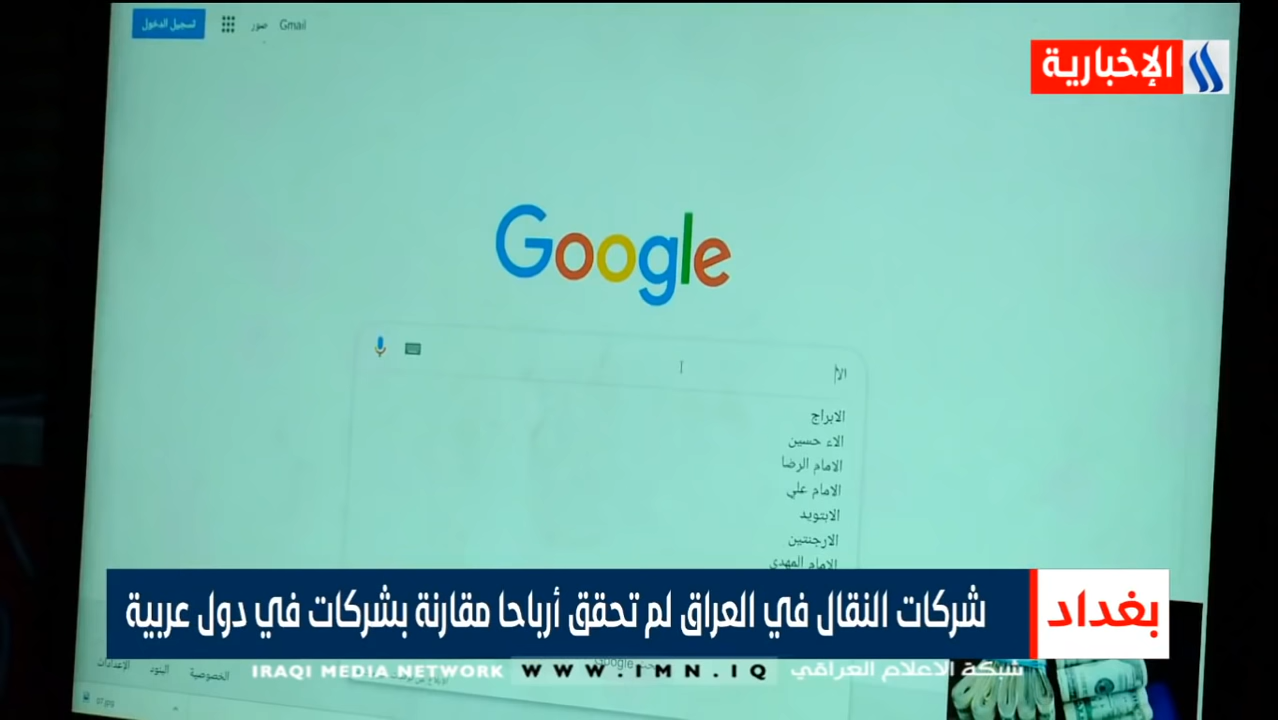 تسجيل الدخول
صور
Gmail
الإخبارية
Google
الا
الابراج
الاء حسين
الامام الرضا
الامام علي
الابتويد
الارجنتين
الامام المهدي
بغداد
شركات النقال في العراق لم تحقق أرباحا مقارنة بشركات في دول عربية
شبكة الاعلام العراقي
WWW.IMN.IQ
IRAQI MEDIA NETWORK
Google
الخصوصية
البنود
الاعدادات